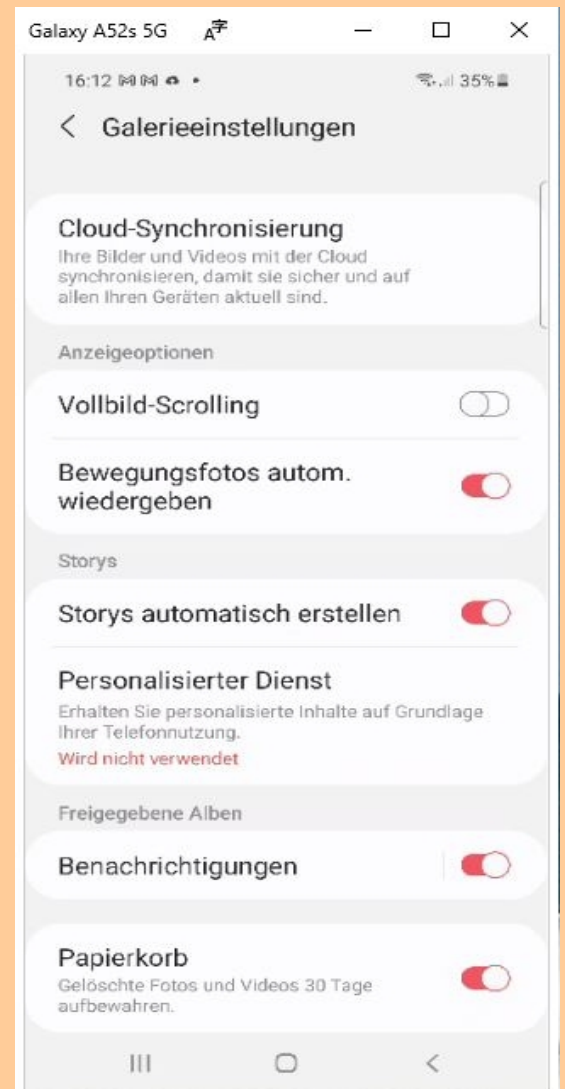 Galaxy A52s 5G A字
16:12 35%
Galerieeinstellungen
Cloud-Synchronisierung
Ihre Bilder und Videos mit der Cloud
synchronisieren, damit sie sicher und auf
allen Ihren Geräten aktuell sind.
Anzeigeoptionen
Vollbild-Scrolling
Bewegungsfotos autom.
wiedergeben
Storys
Storys automatisch erstellen
Personalisierter Dienst
Erhalten Sie personalisierte Inhalte auf Grundlage
Ihrer Telefonnutzung.
Wird nicht verwendet
Freigegebene Alben
Benachrichtigungen
Papierkorb
Gelöschte Fotos und Videos 30 Tage
aufbewahren.